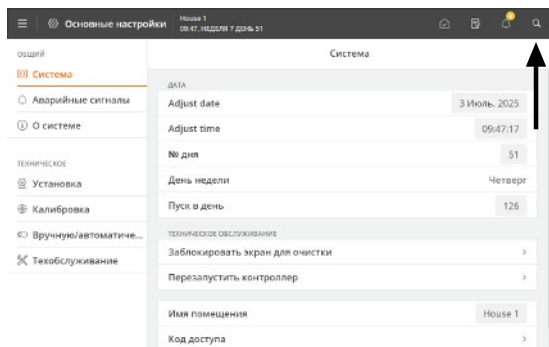 Основные настройки
House 1
09:47, НЕДЕЛЯ 7 ДЕНЬ 51
ОБЩИЙ
Система
Аварийные сигналы
О системе
ТЕХНИЧЕСКОЕ
Установка
Калибровка
Вручную/автоматиче...
Техобслуживание
Система
ДАТА
Adjust date 3 Июль. 2025
Adjust time 09:47:17
№ дня 51
День недели Четверг
Пуск в день 126
ТЕХНИЧЕСКОЕ ОБСЛУЖИВАНИЕ
Заблокировать экран для очистки
Перезапустить контроллер
Имя помещения House 1
Код доступа